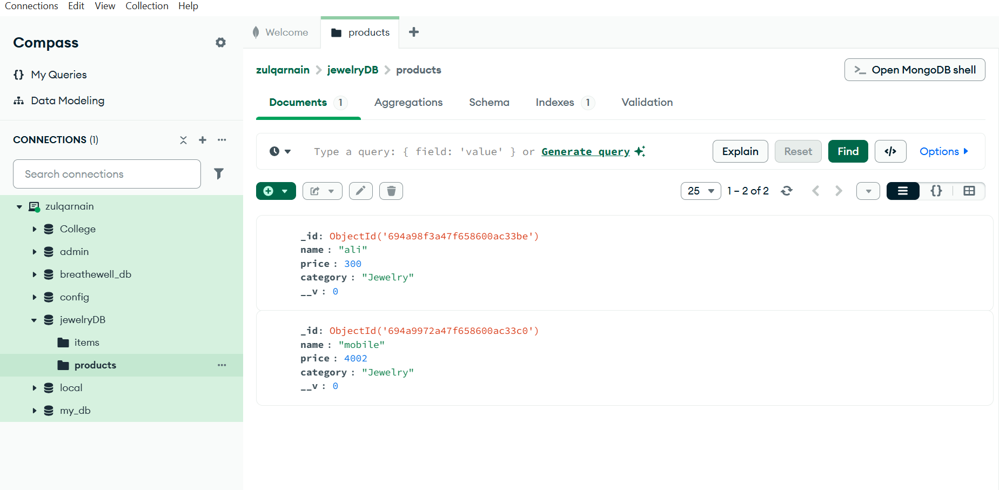 Connections Edit View Collection Help
Compass
My Queries
Data Modeling
CONNECTIONS (1)
Search connections
zulqarnain
College
admin
breathewell_db
config
jewelryDB
items
products
local
my_db
Welcome
products
zulqarnain > jewelryDB > products
>_ Open MongoDB shell
Documents 1 Aggregations Schema Indexes 1 Validation
Type a query: { field: 'value' } or Generate query
Explain Reset Find </> Options
25 1 – 2 of 2
_id: ObjectId('694a98f3a47f658600ac33be')
name : "ali"
price : 300
category : "Jewelry"
__v : 0
_id: ObjectId('694a9972a47f658600ac33c0')
name : "mobile"
price : 4002
category : "Jewelry"
__v : 0